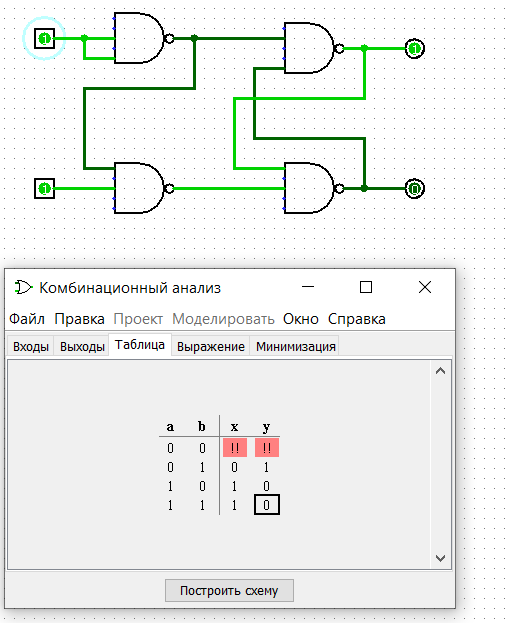 1 1
1 0
Комбинационный анализ
Файл Правка Проект Моделировать Окно Справка
Входы Выходы Таблица Выражение Минимизация
a b x y
0 0 !! !!
0 1 0 1
1 0 1 0
1 1 1 0
Построить схему